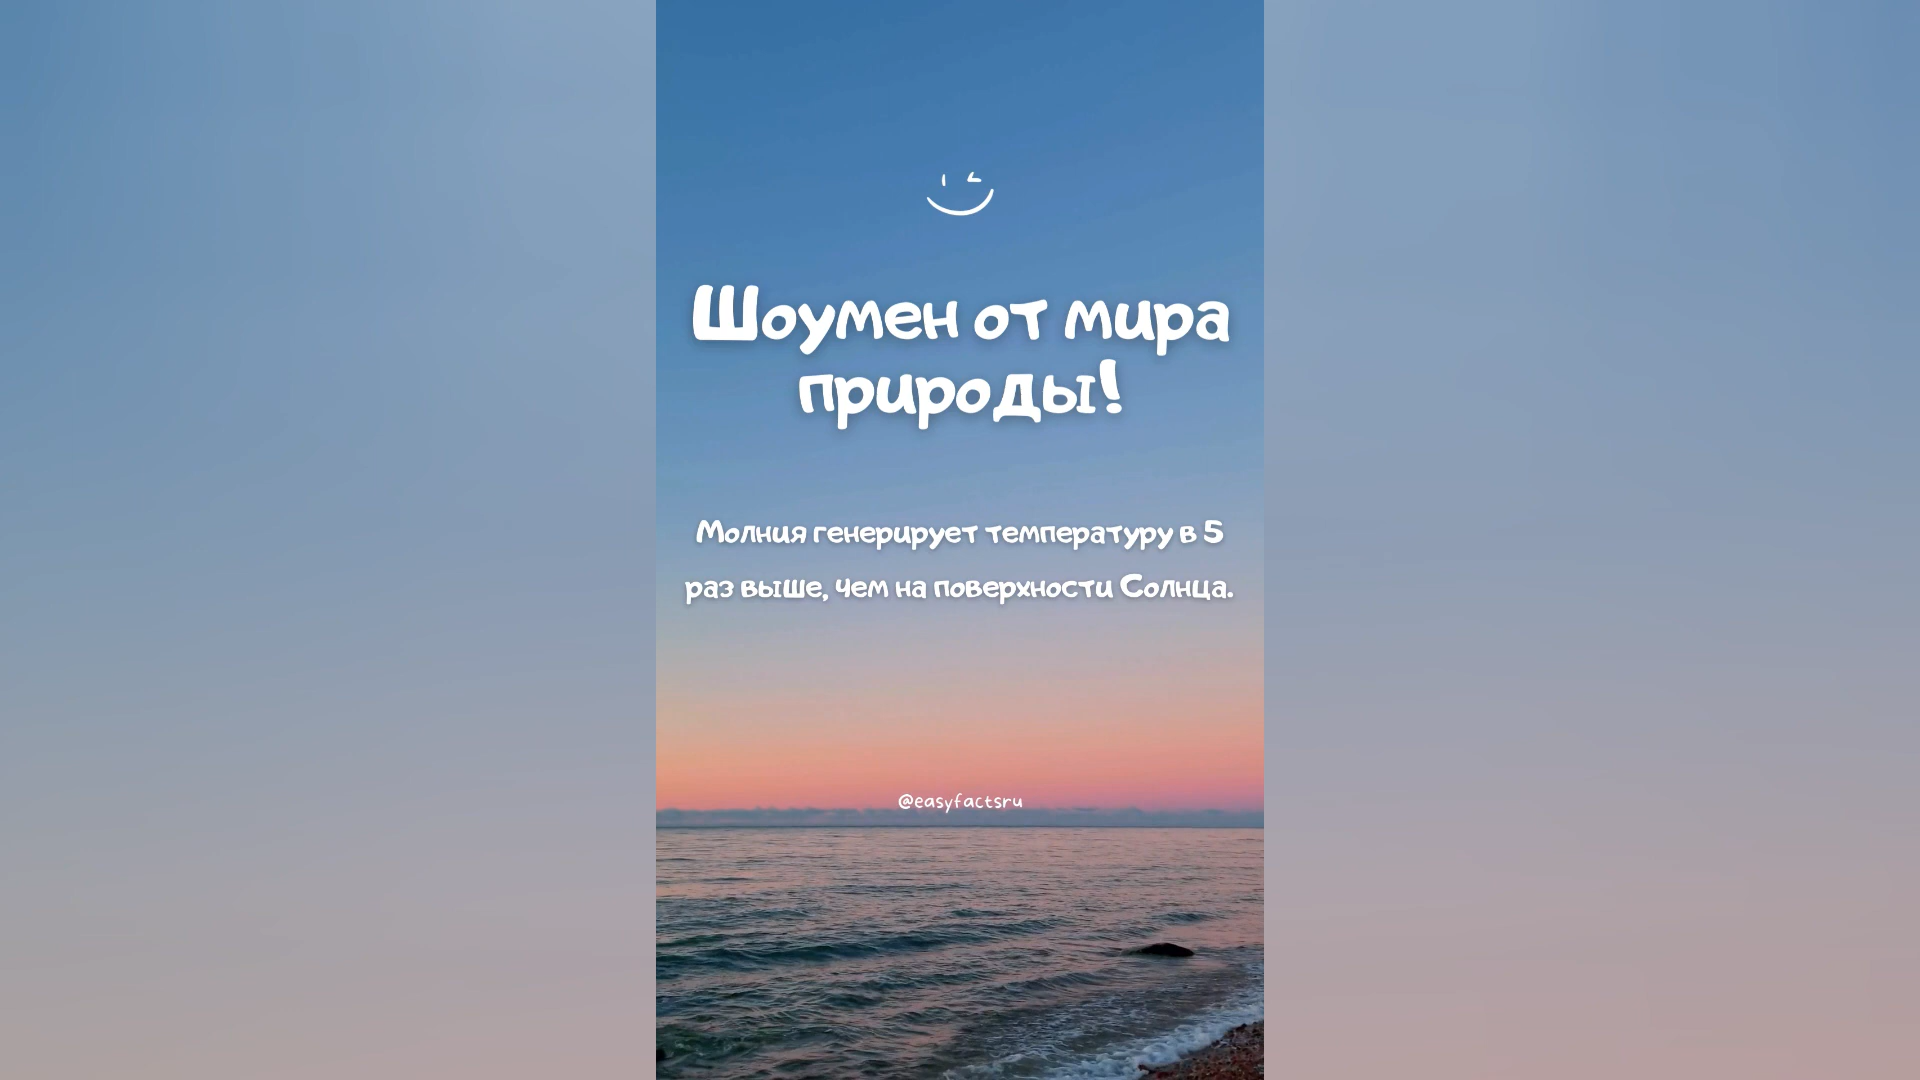 Шоумен от мира
природы!
Молния генерирует температуру в 5
раз выше, чем на поверхности Солнца.
@easyfactsru